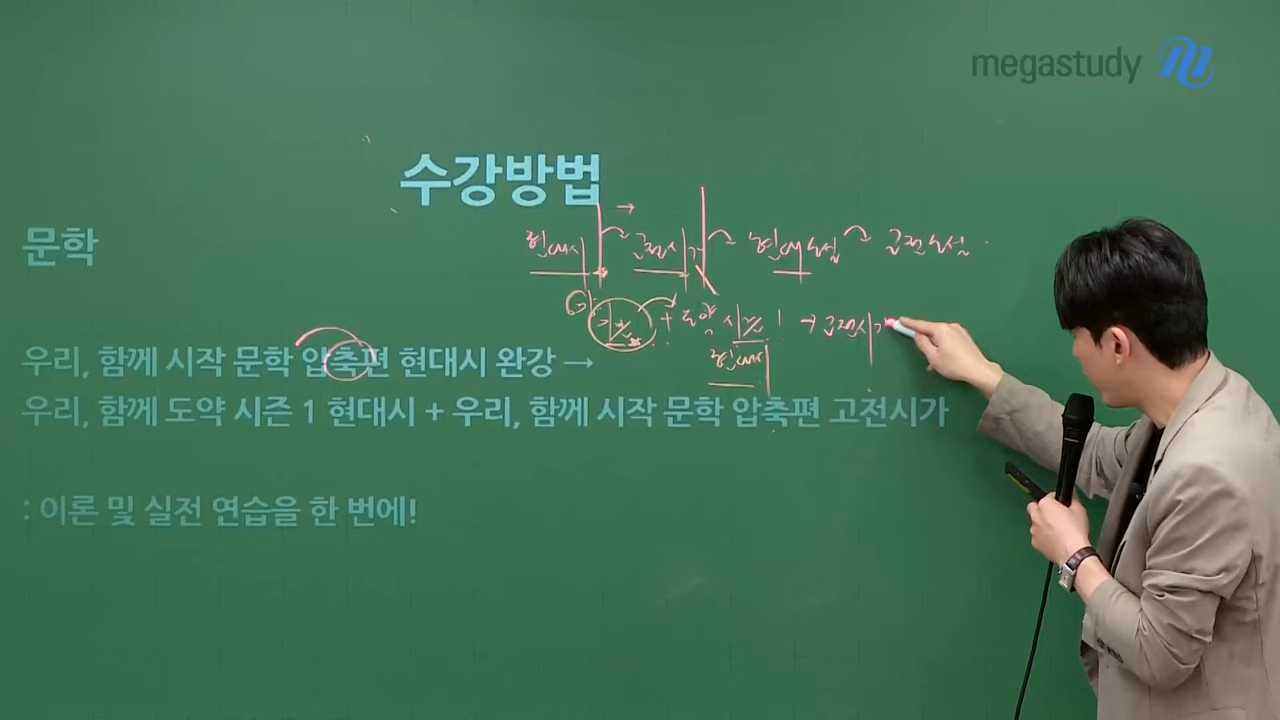 megastudy
수강방법
문학
현대시 → 고전시가 현대소설 고전소설
+ 도약 시즌 1 → 고전시가
현대시
우리, 함께 시작 문학 압축편 현대시 완강 →
우리, 함께 도약 시즌 1 현대시 + 우리, 함께 시작 문학 압축편 고전시가
: 이론 및 실전 연습을 한 번에!